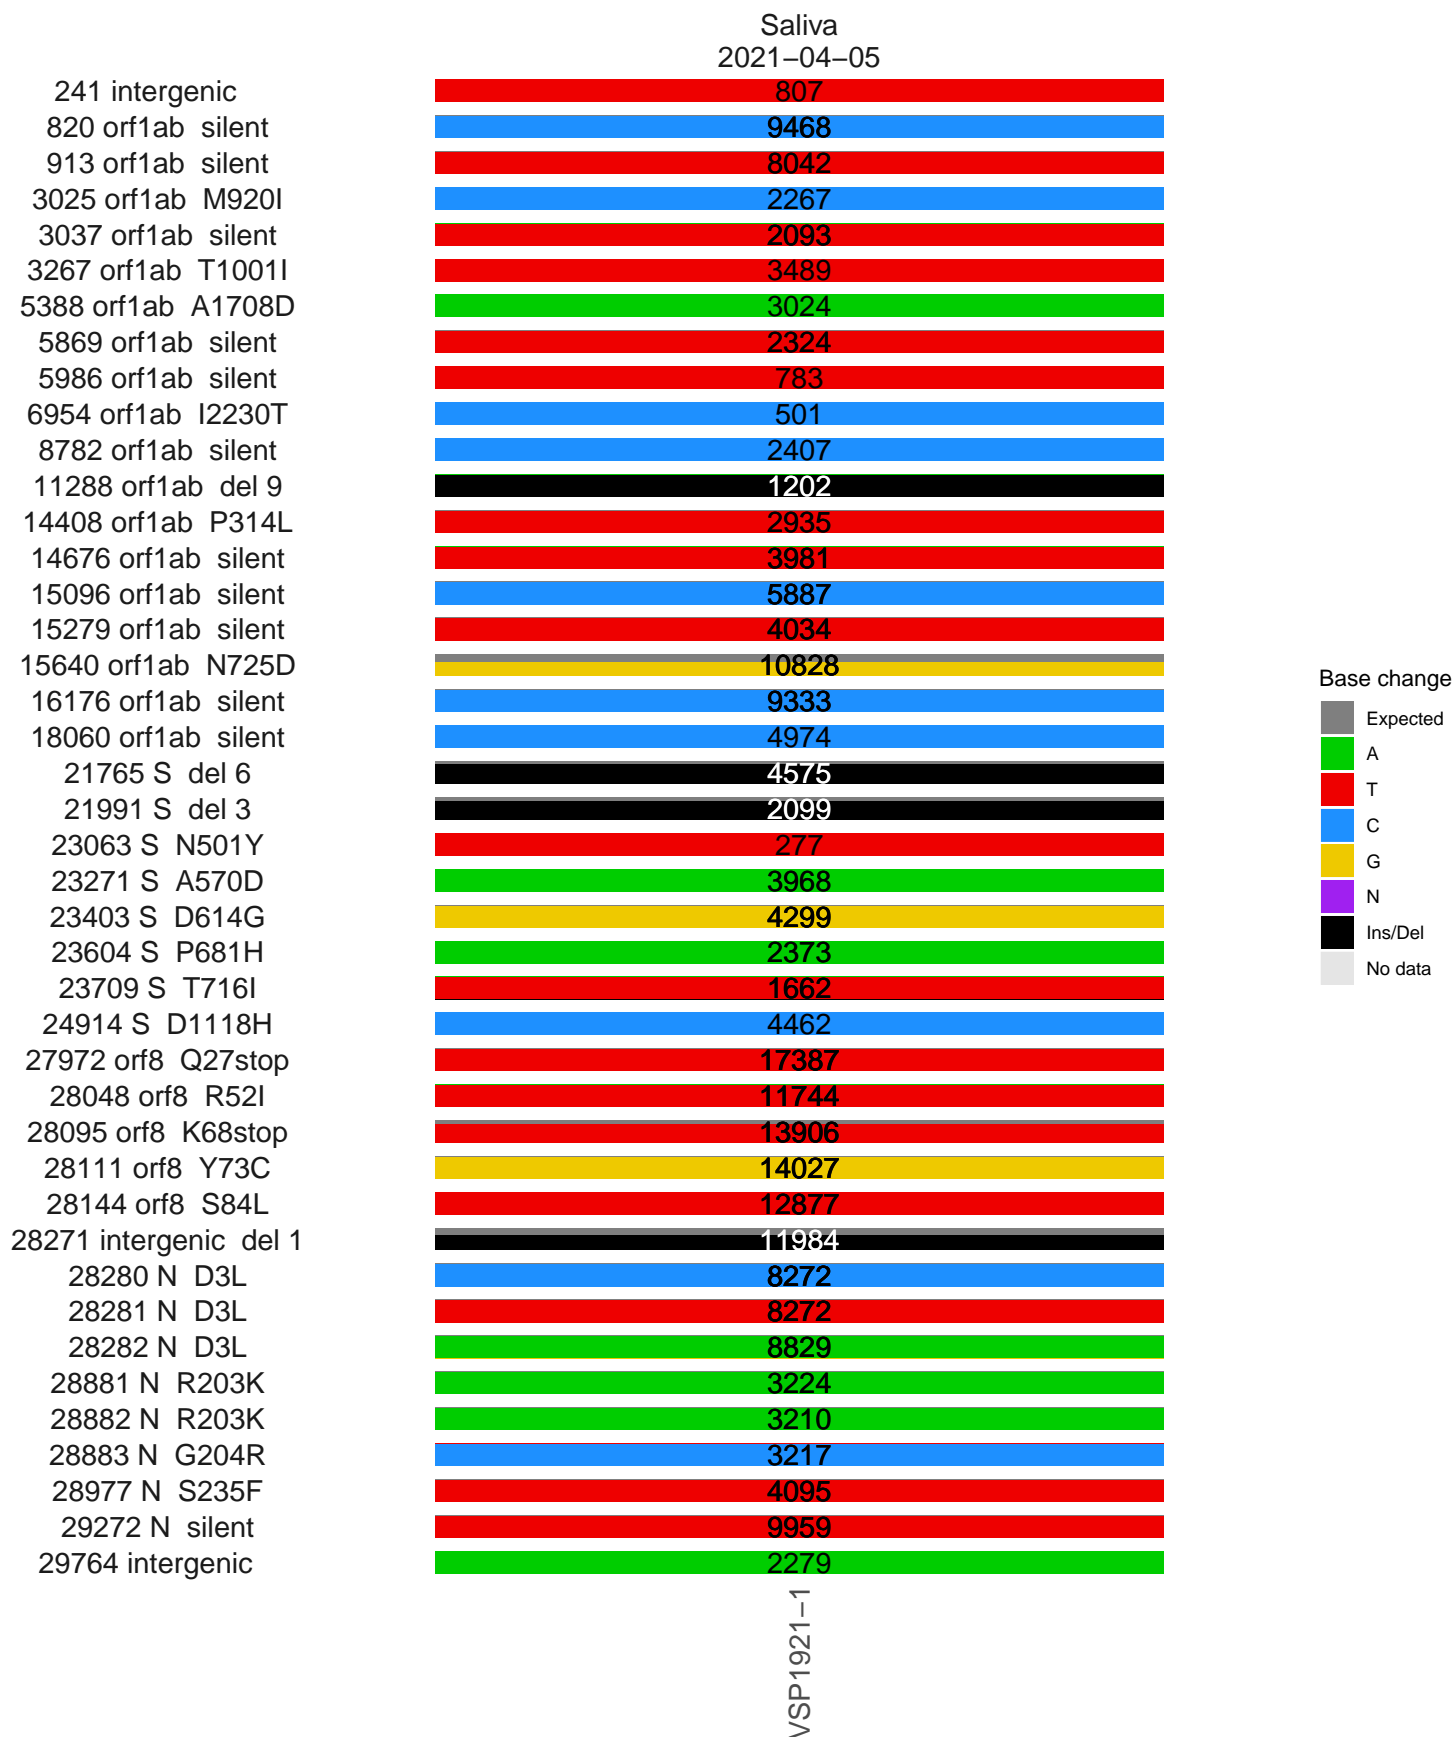 Saliva
2021−04−05
241 intergenic 807
820 orf1ab silent 9468
913 orf1ab silent 8042
3025 orf1ab M920I 2267
3037 orf1ab silent 2093
3267 orf1ab T1001I 3489
5388 orf1ab A1708D 3024
5869 orf1ab silent 2324
5986 orf1ab silent 783
6954 orf1ab I2230T 501
8782 orf1ab silent 2407
11288 orf1ab del 9 1202
14408 orf1ab P314L 2935
14676 orf1ab silent 3981
15096 orf1ab silent 5887
15279 orf1ab silent 4034
15640 orf1ab N725D 10828
16176 orf1ab silent 9333
18060 orf1ab silent 4974
21765 S del 6 4575
21991 S del 3 2099
23063 S N501Y 277
23271 S A570D 3968
23403 S D614G 4299
23604 S P681H 2373
23709 S T716I 1662
24914 S D1118H 4462
27972 orf8 Q27stop 17387
28048 orf8 R52I 11744
28095 orf8 K68stop 13906
28111 orf8 Y73C 14027
28144 orf8 S84L 12877
28271 intergenic del 1 11984
28280 N D3L 8272
28281 N D3L 8272
28282 N D3L 8829
28881 N R203K 3224
28882 N R203K 3210
28883 N G204R 3217
28977 N S235F 4095
29272 N silent 9959
29764 intergenic 2279
VSP1921−1
Base change
Expected
A
T
C
G
N
Ins/Del
No data